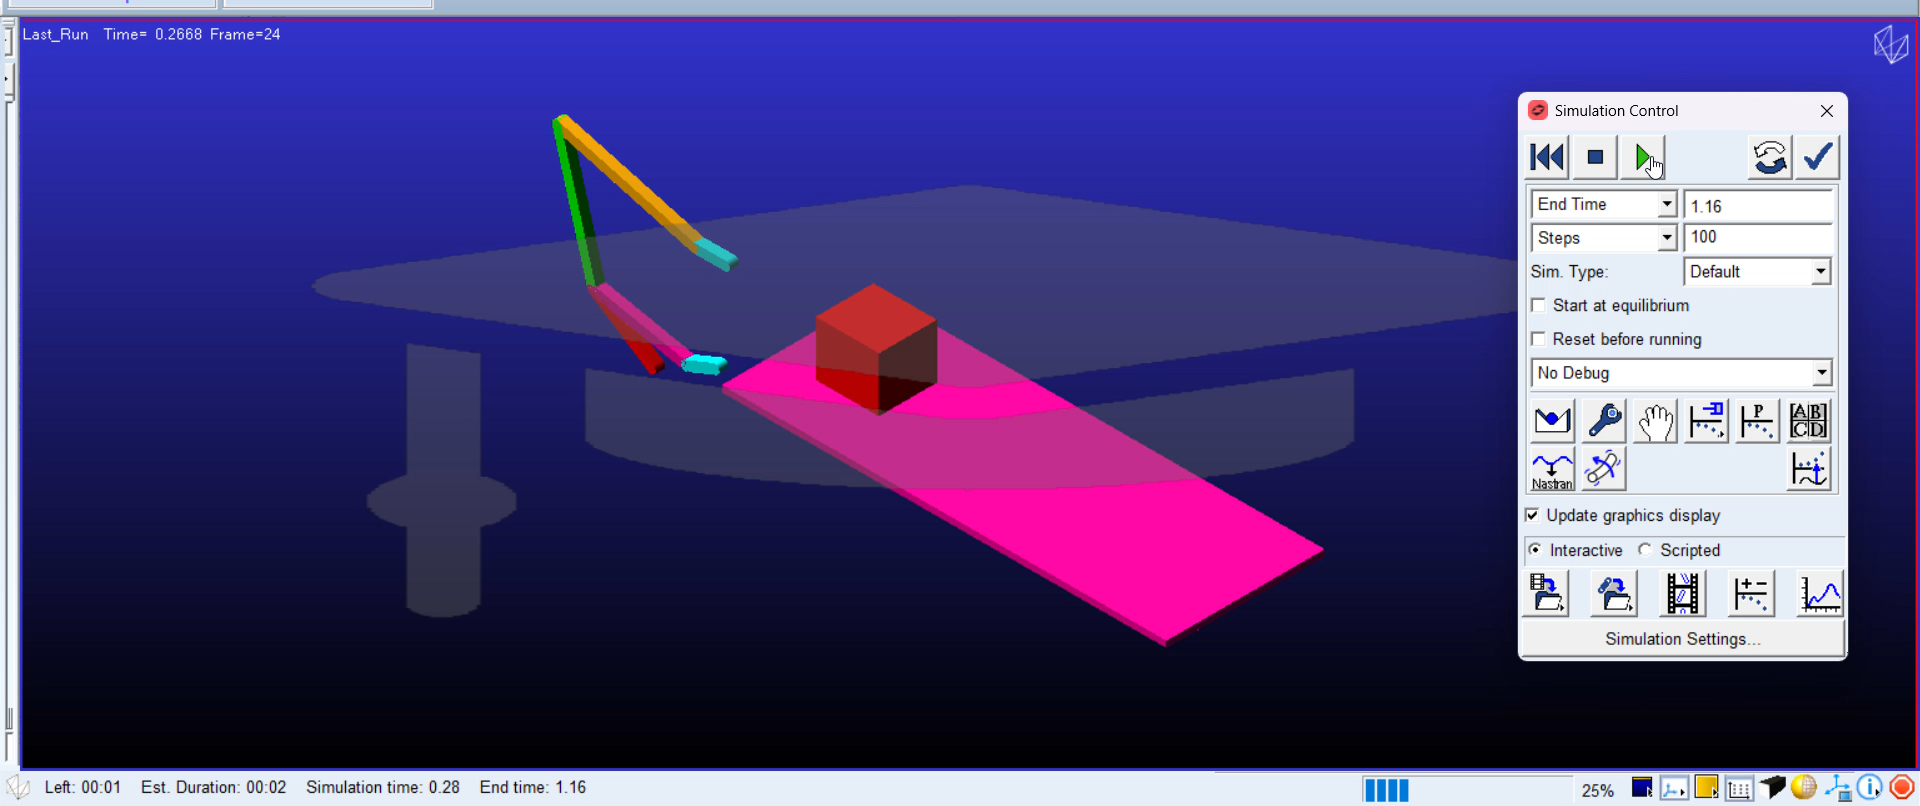 Last_Run Time= 0.2668 Frame=24
Simulation Control
End Time 1.16
Steps 100
Sim. Type: Default
Start at equilibrium
Reset before running
No Debug
P
A B
C D
Nastran
Update graphics display
Interactive Scripted
Simulation Settings...
Left: 00:01 Est. Duration: 00:02 Simulation time: 0.28 End time: 1.16
25%